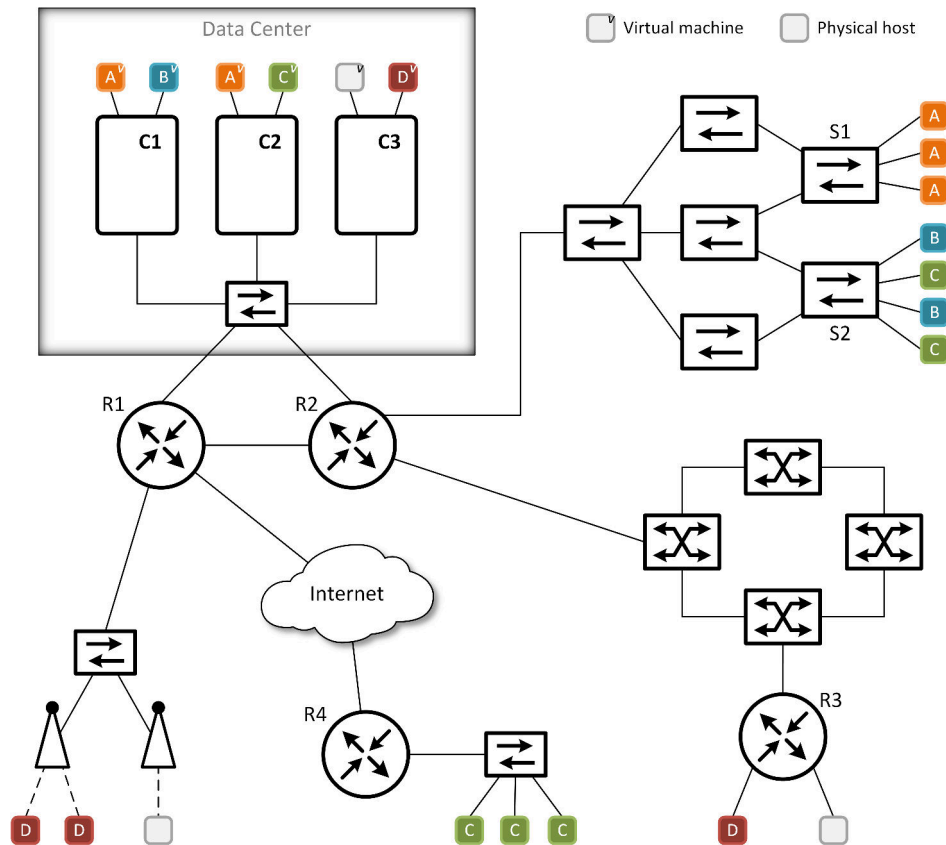 Data Center
v Virtual machine
Physical host
A v
B v
A v
C v
v
D v
C1
C2
C3
S1
A
A
A
B
C
B
C
S2
R1
R2
Internet
R4
R3
D
D
C
C
C
D